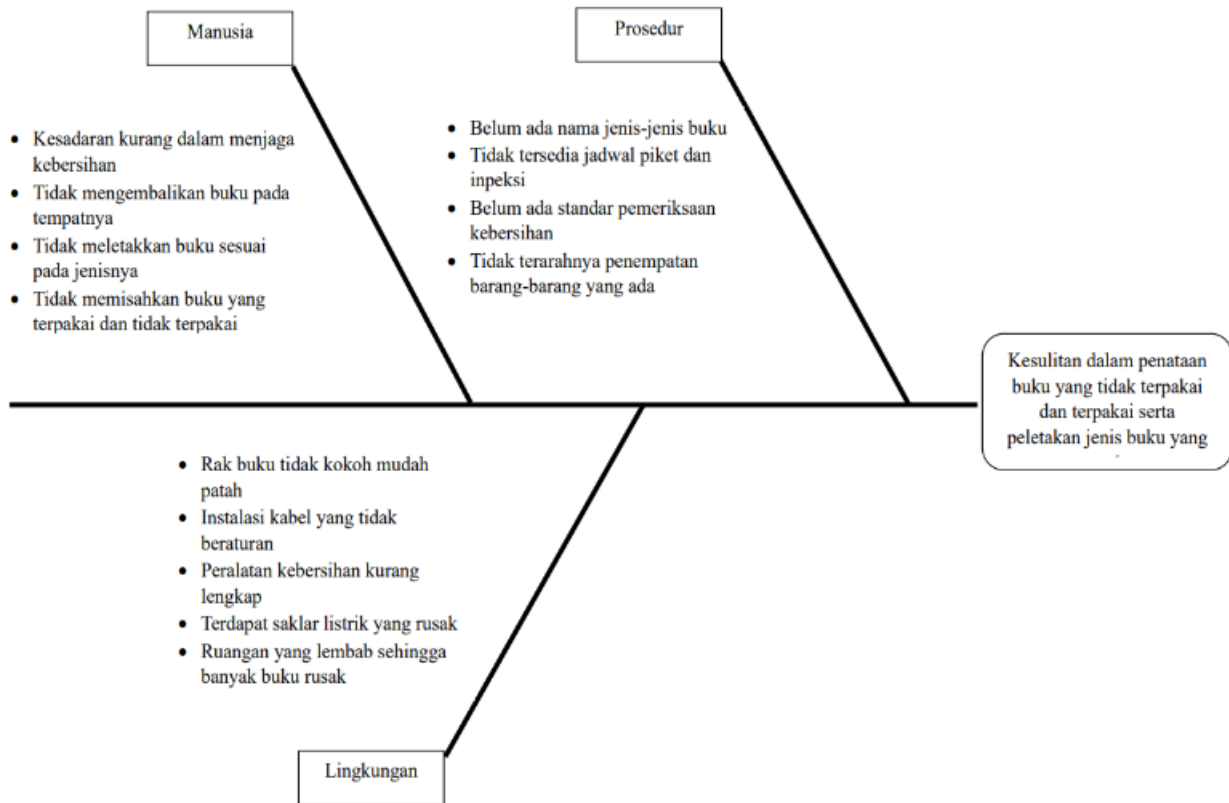 Manusia
Prosedur
• Kesadaran kurang dalam menjaga
kebersihan
• Tidak mengembalikan buku pada
tempatnya
• Tidak meletakkan buku sesuai
pada jenisnya
• Tidak memisahkan buku yang
terpakai dan tidak terpakai
• Belum ada nama jenis-jenis buku
• Tidak tersedia jadwal piket dan
inpeksi
• Belum ada standar pemeriksaan
kebersihan
• Tidak terarahnya penempatan
barang-barang yang ada
Kesulitan dalam penataan
buku yang tidak terpakai
dan terpakai serta
peletakan jenis buku yang
• Rak buku tidak kokoh mudah
patah
• Instalasi kabel yang tidak
beraturan
• Peralatan kebersihan kurang
lengkap
• Terdapat saklar listrik yang rusak
• Ruangan yang lembab sehingga
banyak buku rusak
Lingkungan